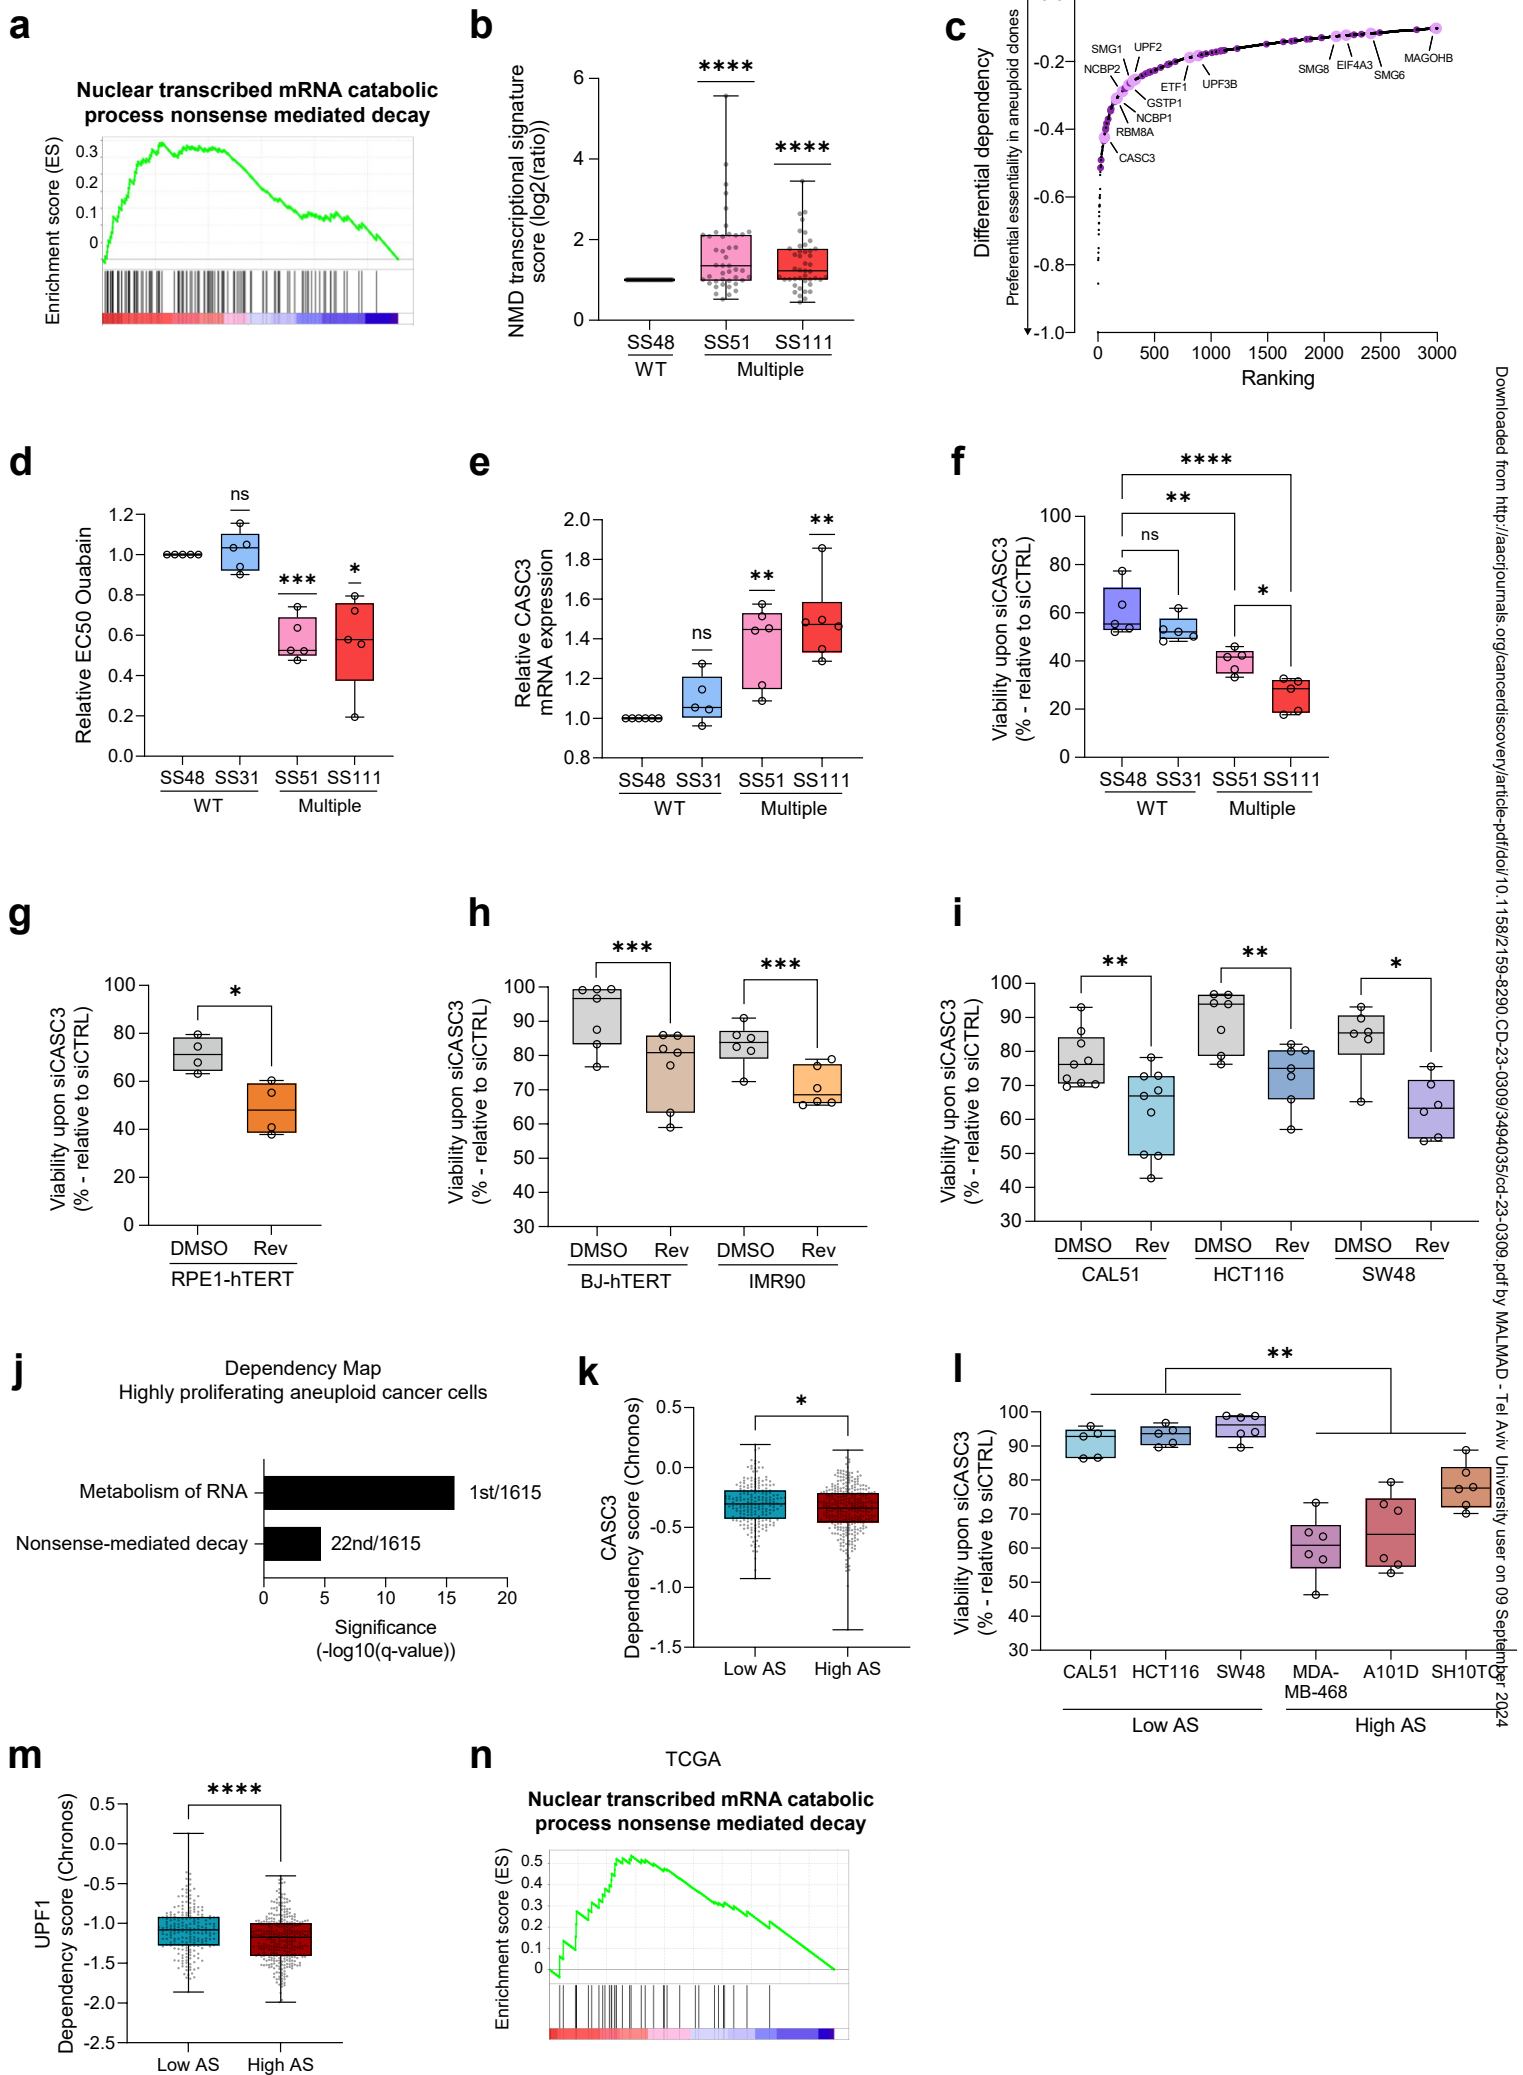 a
Nuclear transcribed mRNA catabolic
process nonsense mediated decay
Enrichment score (ES)
0.3
0.2
0.1
0
b
NMD transcriptional signature
score (log2(ratio))
6
4
2
0
****
****
SS48
SS51
SS111
WT
Multiple
c
Differential dependency
Preferential essentiality in aneuploid clones
-0.2
-0.4
-0.6
-0.8
-1.0
SMG1
UPF2
NCBP2
ETF1
UPF3B
GSTP1
NCBP1
RBM8A
CASC3
SMG8
EIF4A3
SMG6
MAGOHB
0
500
1000
1500
2000
2500
3000
Ranking
d
Relative EC50 Ouabain
1.2
1.0
0.8
0.6
0.4
0.2
0.0
ns
***
*
SS48
SS31
SS51
SS111
WT
Multiple
e
Relative CASC3
mRNA expression
2.0
1.8
1.6
1.4
1.2
1.0
0.8
ns
**
**
SS48
SS31
SS51
SS111
WT
Multiple
f
Viability upon siCASC3
(% - relative to siCTRL)
100
80
60
40
20
0
****
**
ns
*
SS48
SS31
SS51
SS111
WT
Multiple
g
Viability upon siCASC3
(% - relative to siCTRL)
100
80
60
40
20
0
*
DMSO
Rev
RPE1-hTERT
h
Viability upon siCASC3
(% - relative to siCTRL)
100
90
80
70
60
50
40
30
***
***
DMSO
Rev
DMSO
Rev
BJ-hTERT
IMR90
i
Viability upon siCASC3
(% - relative to siCTRL)
100
90
80
70
60
50
40
30
**
**
*
DMSO
Rev
DMSO
Rev
DMSO
Rev
CAL51
HCT116
SW48
j
Dependency Map
Highly proliferating aneuploid cancer cells
Metabolism of RNA
1st/1615
Nonsense-mediated decay
22nd/1615
0
5
10
15
20
Significance
(-log10(q-value))
k
CASC3
Dependency score (Chronos)
0.5
0.0
-0.5
-1.0
-1.5
*
Low AS
High AS
l
Viability upon siCASC3
(% - relative to siCTRL)
100
90
80
70
60
50
40
30
**
CAL51
HCT116
SW48
MDA-
MB-468
A101D
SH10TC
Low AS
High AS
m
UPF1
Dependency score (Chronos)
0.5
0.0
-0.5
-1.0
-1.5
-2.0
-2.5
****
Low AS
High AS
n
TCGA
Nuclear transcribed mRNA catabolic
process nonsense mediated decay
Enrichment score (ES)
0.5
0.4
0.3
0.2
0.1
0
Downloaded from http://aacrjournals.org/cancerdiscovery/article-pdf/doi/10.1158/2159-8290.CD-23-0309/3494035/cd-23-0309.pdf by MALMAD - Tel Aviv University user on 09 September 2024